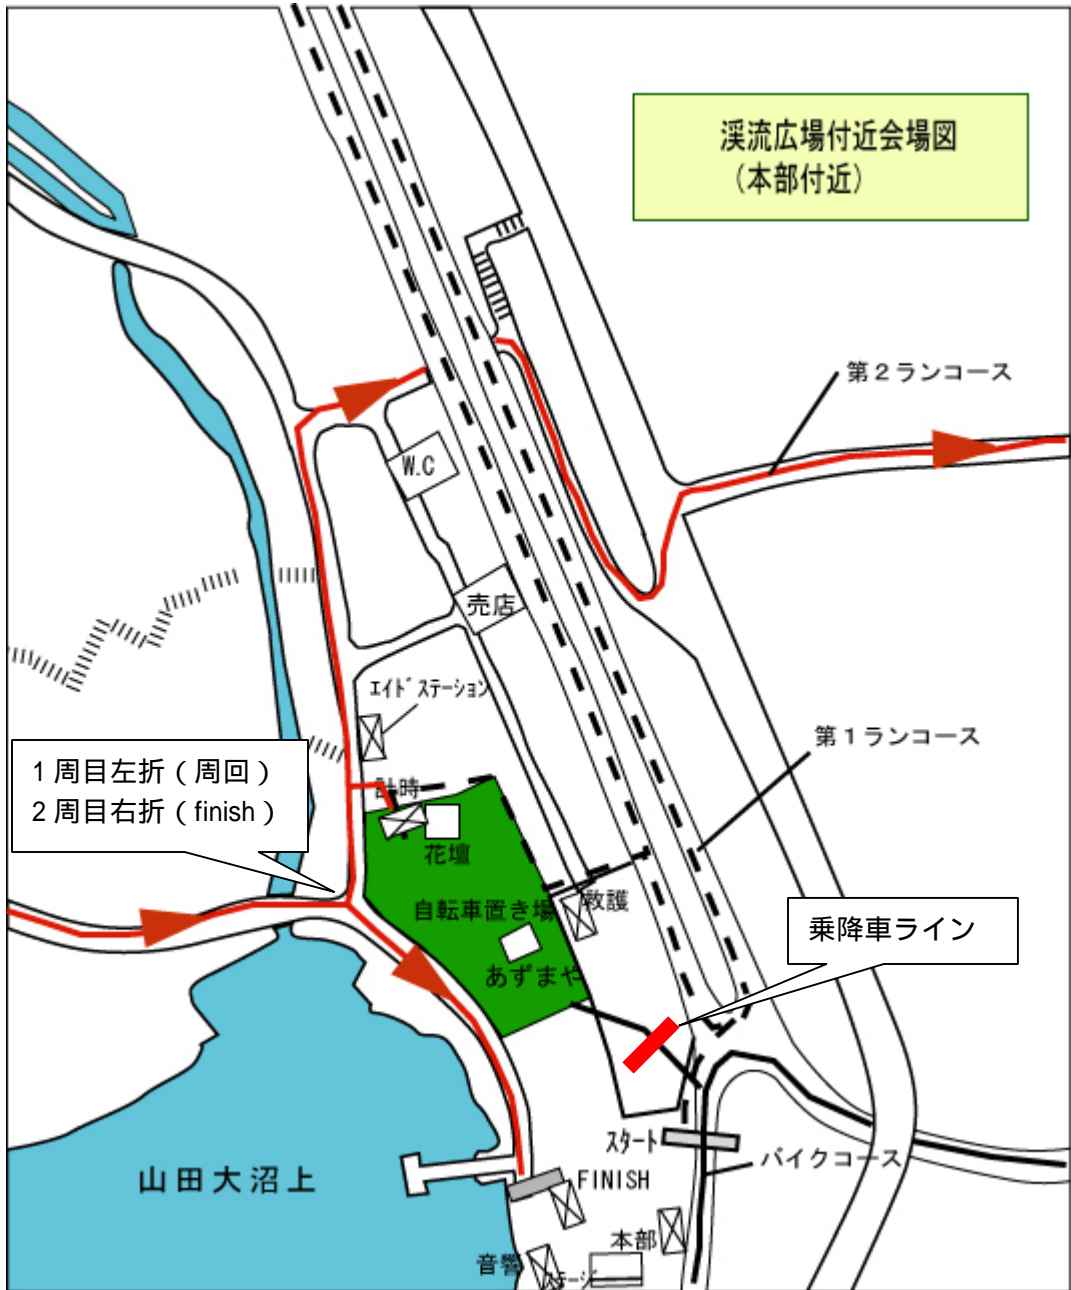 渓流広場付近会場図
（本部付近）
第２ランコース
W.C
売店
ｴｲﾄﾞｽﾃｰｼｮﾝ
第１ランコース
1 周目左折（周回）
2 周目右折（finish）
計時
花壇
自転車置き場
救護
あずまや
乗降車ライン
ｽﾀｰﾄ
バイクコース
山田大沼上
FINISH
本部
音響
ｽﾃｰｼﾞ